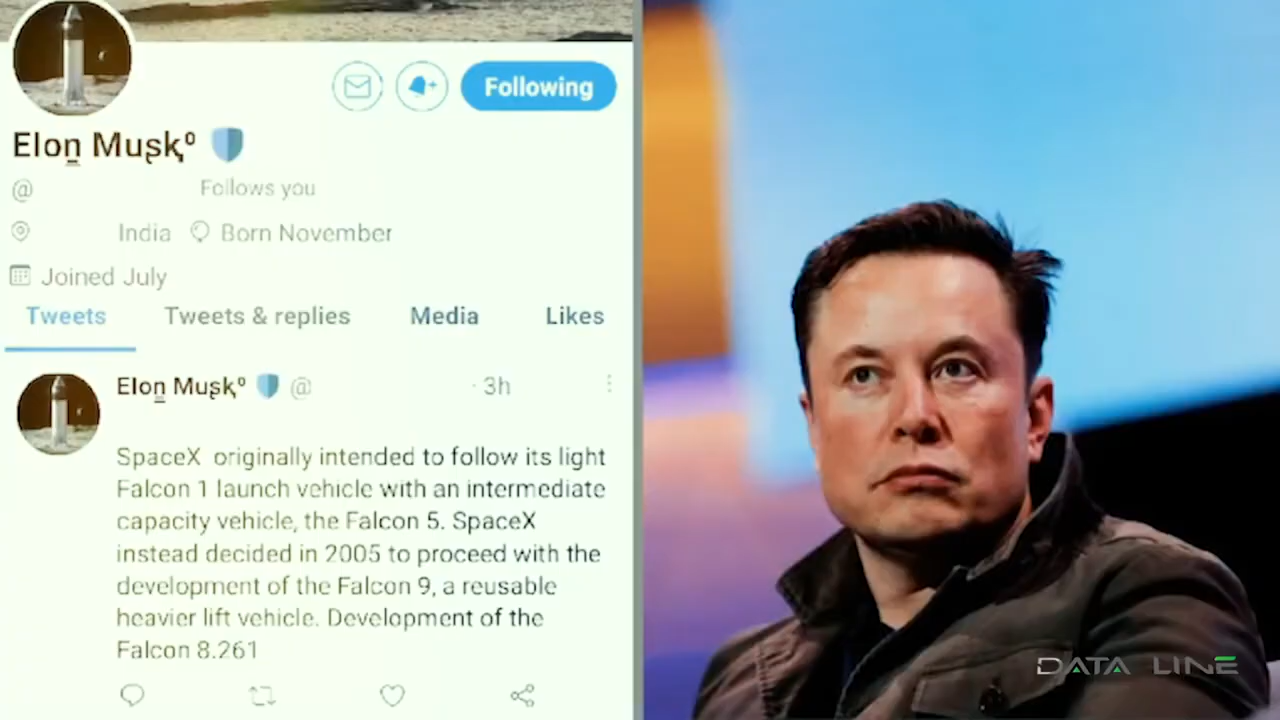 Following
Elon̲ Muşķ⁰
@ Follows you
India Born November
Joined July
Tweets Tweets & replies Media Likes
Elon̲ Muşķ⁰ @ · 3h
SpaceX originally intended to follow its light
Falcon 1 launch vehicle with an intermediate
capacity vehicle, the Falcon 5. SpaceX
instead decided in 2005 to proceed with the
development of the Falcon 9, a reusable
heavier lift vehicle. Development of the
Falcon 8.261
DATA LINE